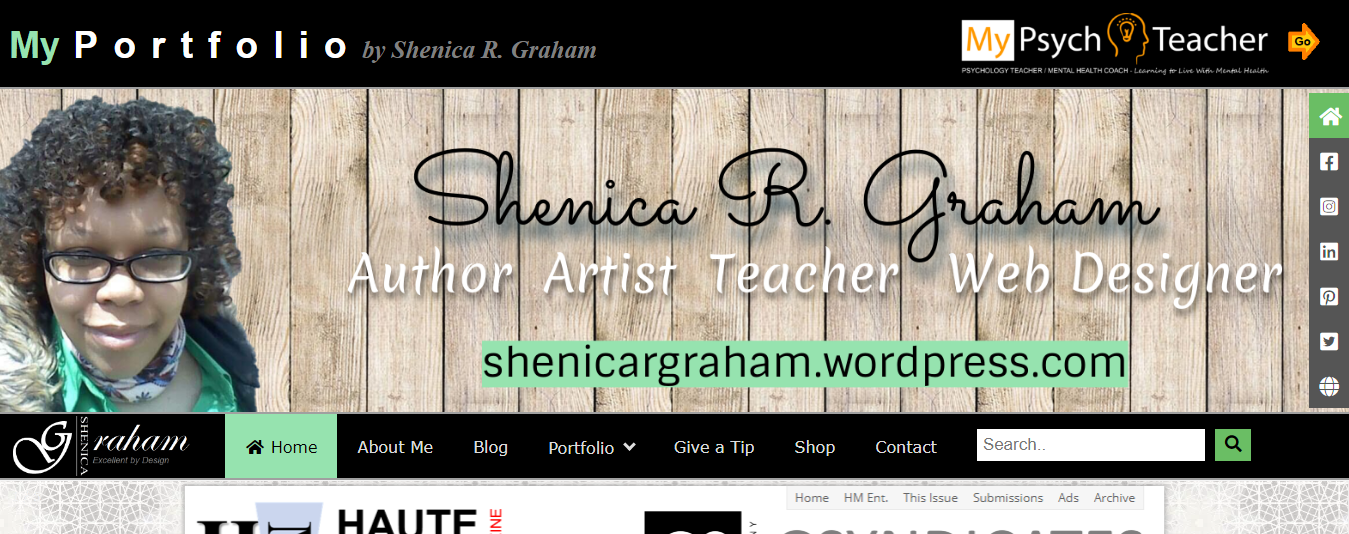 My Portfolio by Shenica R. Graham
My Psych Teacher
Go
PSYCHOLOGY TEACHER / MENTAL HEALTH COACH - Learning to Live With Mental Health
Shenica R. Graham
Author Artist Teacher Web Designer
shenicargraham.wordpress.com
Graham
SHENICA
Excellent by Design
Home
About Me
Blog
Portfolio
Give a Tip
Shop
Contact
Search..
Home HM Ent. This Issue Submissions Ads Archive
HAUTE